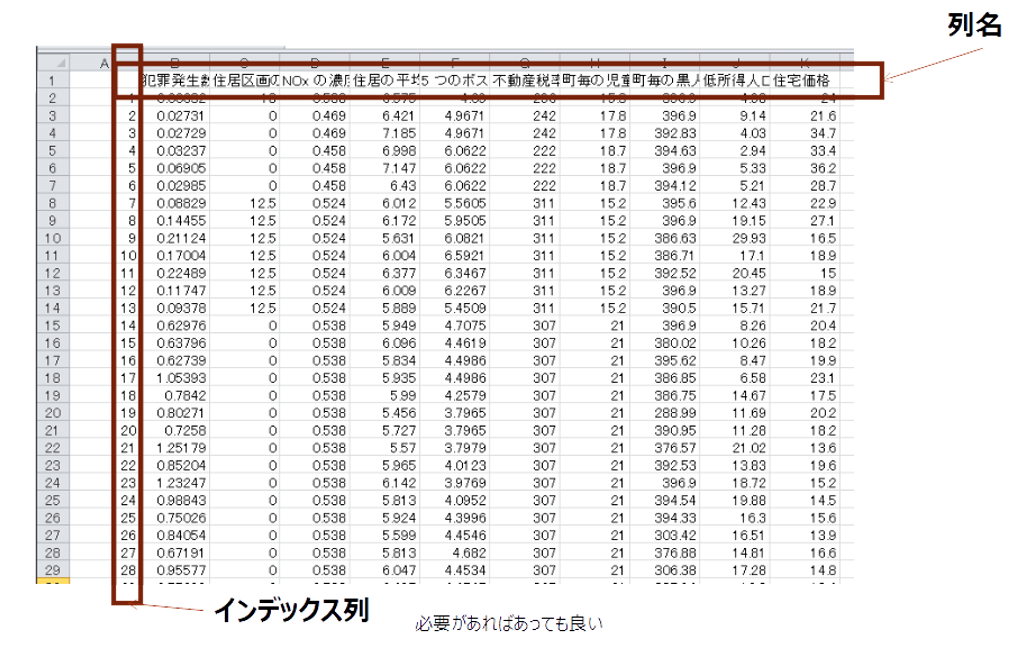 列名
A B C D E F G H I J K
1 犯罪発生 住居区画の NOx の濃 住居の平均 5 つのボス 不動産税率 町毎の児童 町毎の黒人 低所得人口 住宅価格
2 1 0.00632 18 0.538 6.575 4.09 296 15.3 396.9 4.98 24
3 2 0.02731 0 0.469 6.421 4.9671 242 17.8 396.9 9.14 21.6
4 3 0.02729 0 0.469 7.185 4.9671 242 17.8 392.83 4.03 34.7
5 4 0.03237 0 0.458 6.998 6.0622 222 18.7 394.63 2.94 33.4
6 5 0.06905 0 0.458 7.147 6.0622 222 18.7 396.9 5.33 36.2
7 6 0.02985 0 0.458 6.43 6.0622 222 18.7 394.12 5.21 28.7
8 7 0.08829 12.5 0.524 6.012 5.5605 311 15.2 395.6 12.43 22.9
9 8 0.14455 12.5 0.524 6.172 5.9505 311 15.2 396.9 19.15 27.1
10 9 0.21124 12.5 0.524 5.631 6.0821 311 15.2 386.63 29.93 16.5
11 10 0.17004 12.5 0.524 6.004 6.5921 311 15.2 386.71 17.1 18.9
12 11 0.22489 12.5 0.524 6.377 6.3467 311 15.2 392.52 20.45 15
13 12 0.11747 12.5 0.524 6.009 6.2267 311 15.2 396.9 13.27 18.9
14 13 0.09378 12.5 0.524 5.889 5.4509 311 15.2 390.5 15.71 21.7
15 14 0.62976 0 0.538 5.949 4.7075 307 21 396.9 8.26 20.4
16 15 0.63796 0 0.538 6.096 4.4619 307 21 380.02 10.26 18.2
17 16 0.62739 0 0.538 5.834 4.4986 307 21 395.62 8.47 19.9
18 17 1.05393 0 0.538 5.935 4.4986 307 21 386.85 6.58 23.1
19 18 0.7842 0 0.538 5.99 4.2579 307 21 386.75 14.67 17.5
20 19 0.80271 0 0.538 5.456 3.7965 307 21 288.99 11.69 20.2
21 20 0.7258 0 0.538 5.727 3.7965 307 21 390.95 11.28 18.2
22 21 1.25179 0 0.538 5.57 3.7979 307 21 376.57 21.02 13.6
23 22 0.85204 0 0.538 5.965 4.0123 307 21 392.53 13.83 19.6
24 23 1.23247 0 0.538 6.142 3.9769 307 21 396.9 18.72 15.2
25 24 0.98843 0 0.538 5.813 4.0952 307 21 394.54 19.88 14.5
26 25 0.75026 0 0.538 5.924 4.3996 307 21 394.33 16.3 15.6
27 26 0.84054 0 0.538 5.599 4.4546 307 21 303.42 16.51 13.9
28 27 0.67191 0 0.538 5.813 4.682 307 21 376.88 14.81 16.6
29 28 0.95577 0 0.538 6.047 4.4534 307 21 306.38 17.28 14.8
インデックス列
必要があればあっても良い